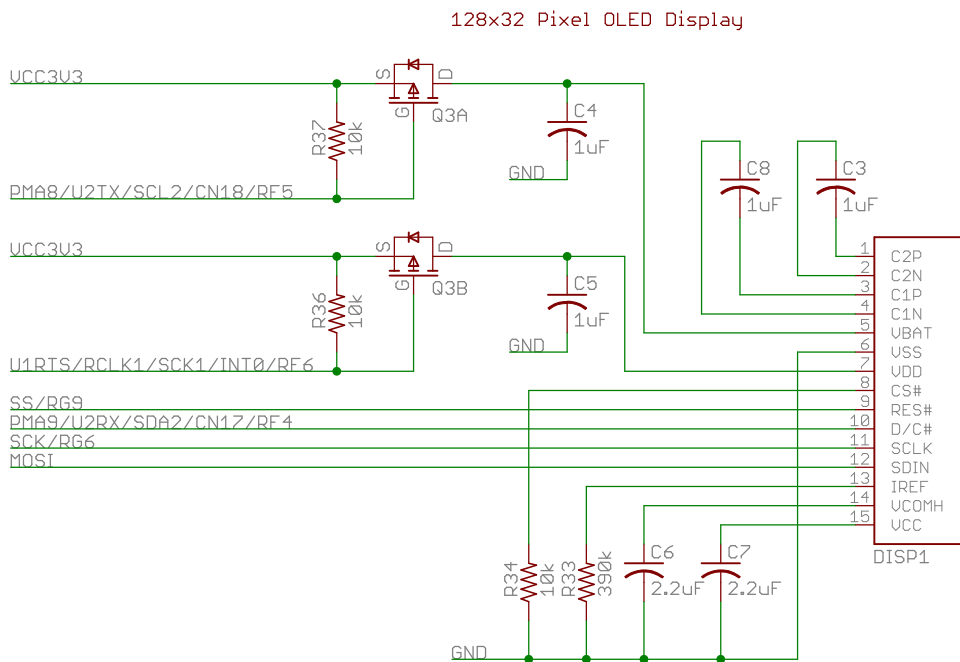 128x32 Pixel OLED Display
VCC3V3
S
D
G
Q3A
R37
10k
C4
1uF
GND
PMA8/U2TX/SCL2/CN18/RF5
C8
1uF
C3
1uF
VCC3V3
S
D
G
Q3B
R36
10k
C5
1uF
GND
U1RTS/RCLK1/SCK1/INT0/RF6
SS/RG9
PMA9/U2RX/SDA2/CN17/RF4
SCK/RG6
MOSI
1 C2P
2 C2N
3 C1P
4 C1N
5 VBAT
6 VSS
7 VDD
8 CS#
9 RES#
10 D/C#
11 SCLK
12 SDIN
13 IREF
14 VCOMH
15 VCC
DISP1
R34
10k
R33
390k
C6
2.2uF
C7
2.2uF
GND